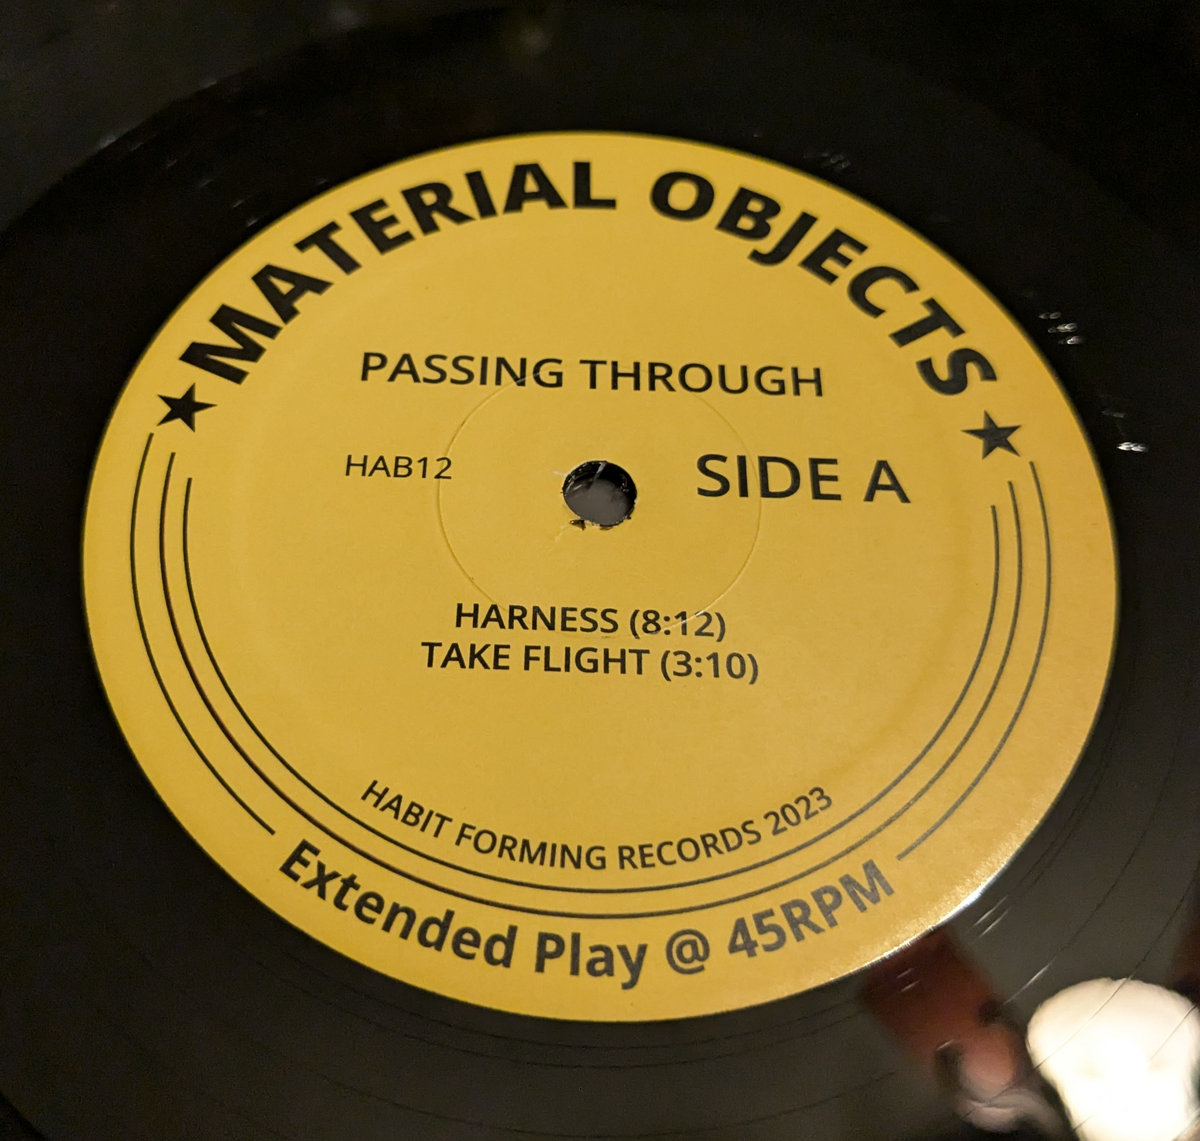 ★ MATERIAL OBJECTS ★
PASSING THROUGH
HAB12
SIDE A
HARNESS (8:12)
TAKE FLIGHT (3:10)
HABIT FORMING RECORDS 2023
Extended Play @ 45RPM